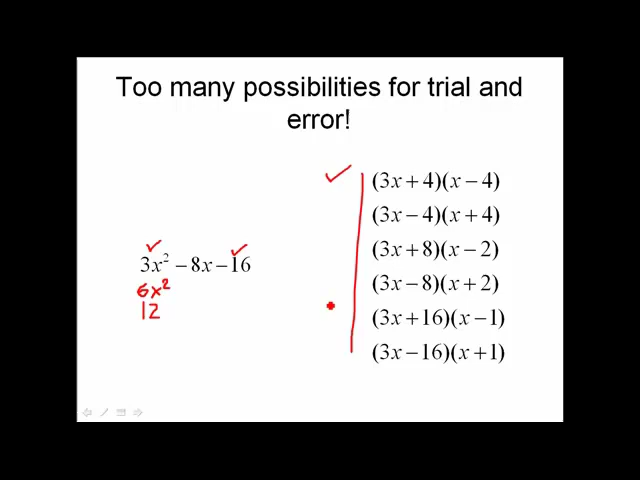 Too many possibilities for trial and
error!
(3x + 4)(x − 4)
(3x − 4)(x + 4)
(3x + 8)(x − 2)
(3x − 8)(x + 2)
(3x + 16)(x − 1)
(3x − 16)(x + 1)
3x² − 8x − 16
6x²
12